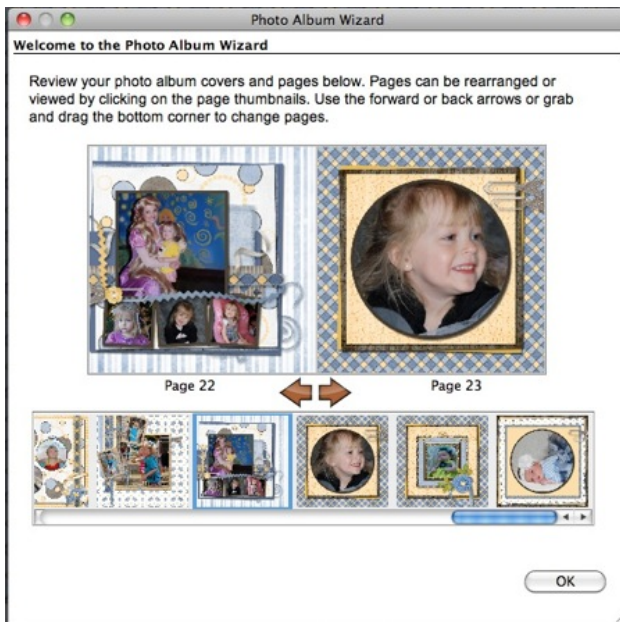 Photo Album Wizard
Welcome to the Photo Album Wizard
Review your photo album covers and pages below. Pages can be rearranged or
viewed by clicking on the page thumbnails. Use the forward or back arrows or grab
and drag the bottom corner to change pages.
Page 22
Page 23
OK